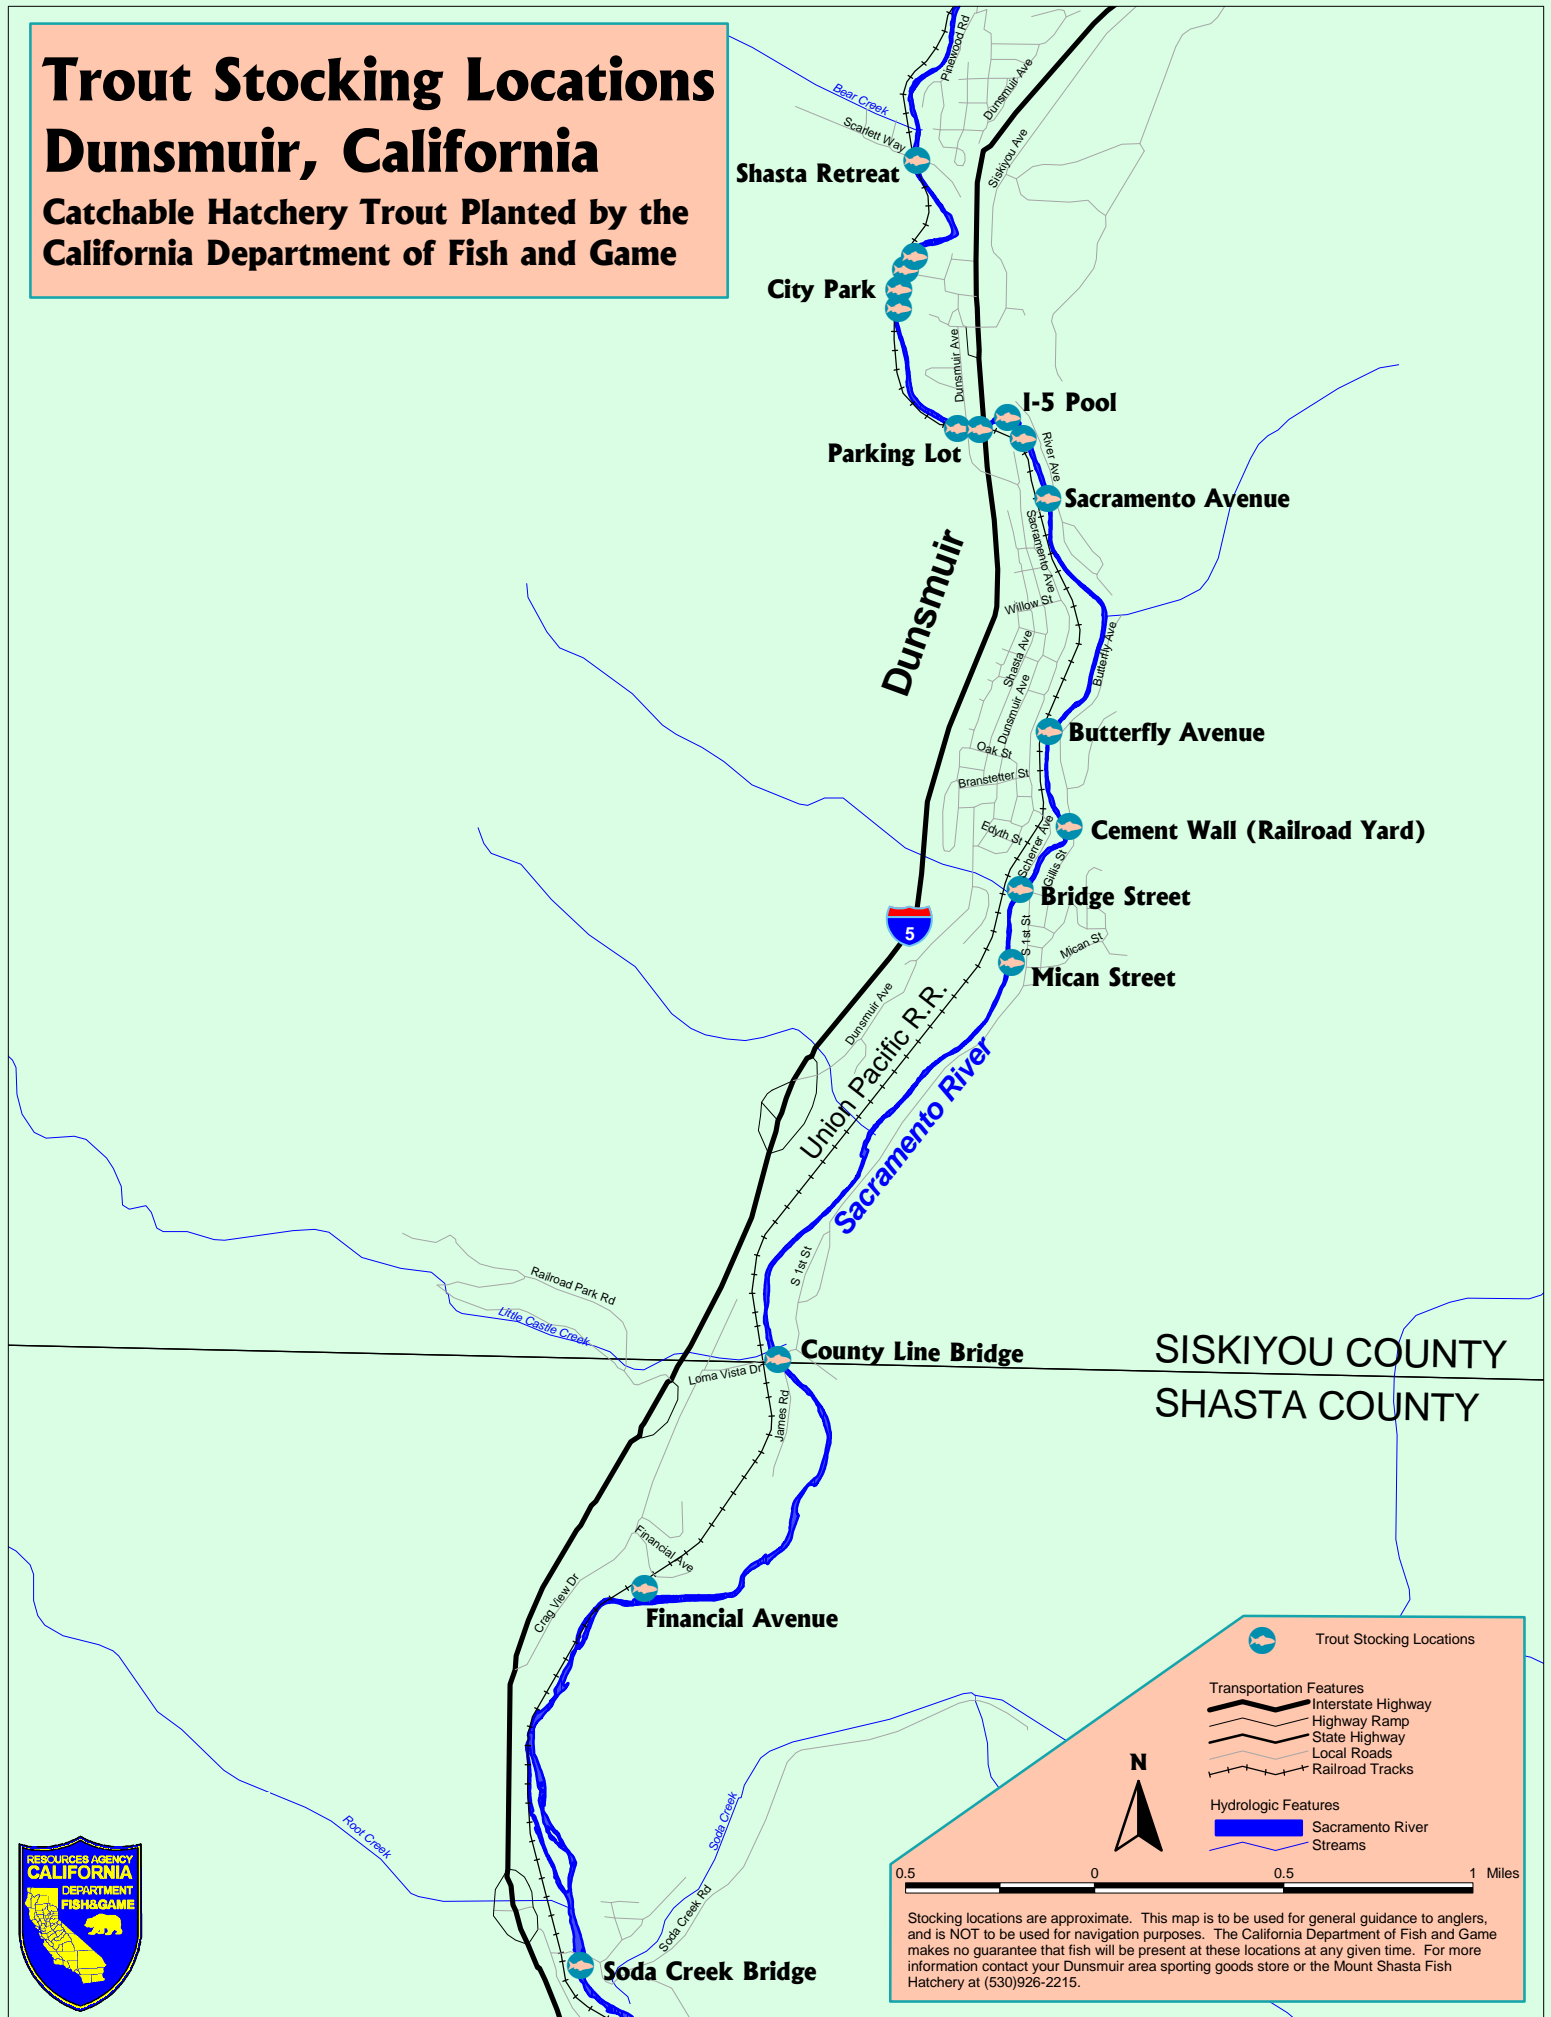 Trout Stocking Locations
Dunsmuir, California
Catchable Hatchery Trout Planted by the
California Department of Fish and Game
Pinewood Rd
Dunsmuir Ave
Bear Creek
Scarlett Way
Siskiyou Ave
Shasta Retreat
City Park
Dunsmuir Ave
I-5 Pool
Parking Lot
River Ave
Sacramento Avenue
Sacramento Ave
Dunsmuir
Willow St
Shasta Ave
Butterfly Ave
Dunsmuir Ave
Butterfly Avenue
Oak St
Branstetter St
Edyth St
Scherrer Ave
Cement Wall (Railroad Yard)
Gillis St
Bridge Street
5
S 1st St
Mican St
Mican Street
Dunsmuir Ave
Union Pacific R.R.
Sacramento River
S 1st St
Railroad Park Rd
Little Castle Creek
County Line Bridge
SISKIYOU COUNTY
Loma Vista Dr
SHASTA COUNTY
James Rd
Financial Ave
Crag View Dr
Financial Avenue
Root Creek
Soda Creek
Soda Creek Rd
Soda Creek Bridge
RESOURCES AGENCY
CALIFORNIA
DEPARTMENT
FISH&GAME
Trout Stocking Locations
Transportation Features
Interstate Highway
Highway Ramp
State Highway
Local Roads
Railroad Tracks
N
Hydrologic Features
Sacramento River
Streams
0.5 0 0.5 1 Miles
Stocking locations are approximate. This map is to be used for general guidance to anglers,
and is NOT to be used for navigation purposes. The California Department of Fish and Game
makes no guarantee that fish will be present at these locations at any given time. For more
information contact your Dunsmuir area sporting goods store or the Mount Shasta Fish
Hatchery at (530)926-2215.